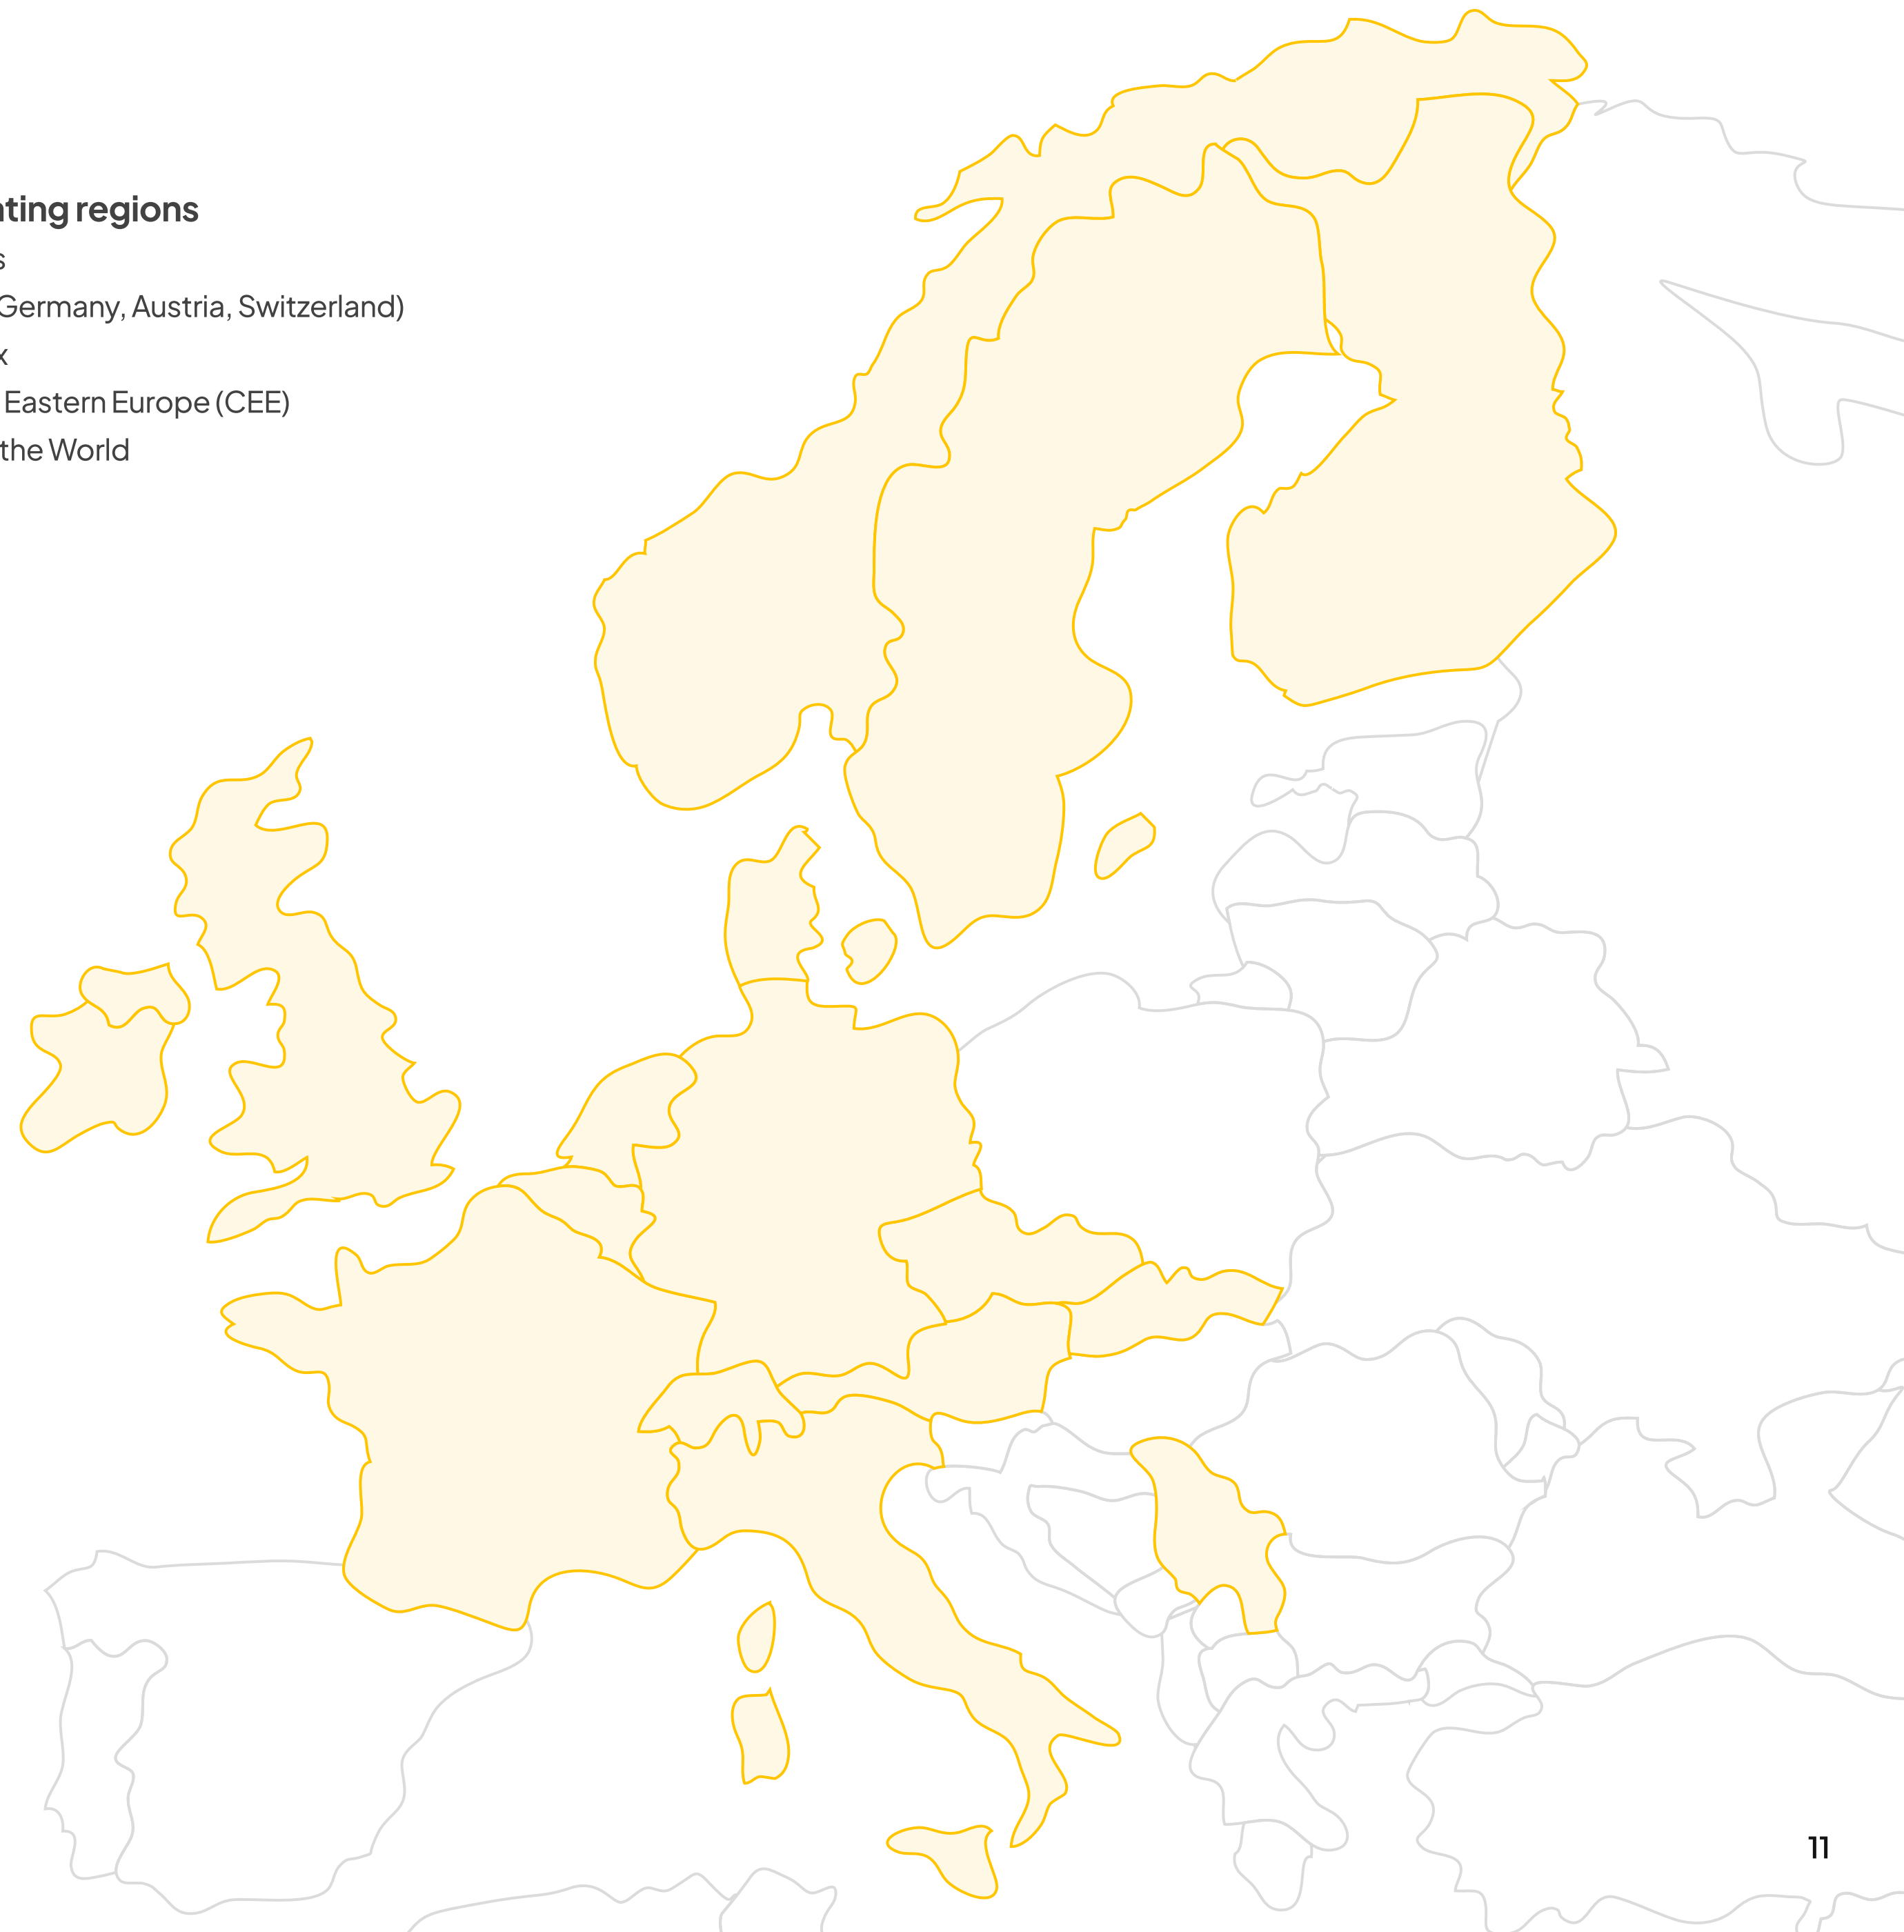 ting regions
s
Germany, Austria, Switzerland)
x
Eastern Europe (CEE)
the World
11